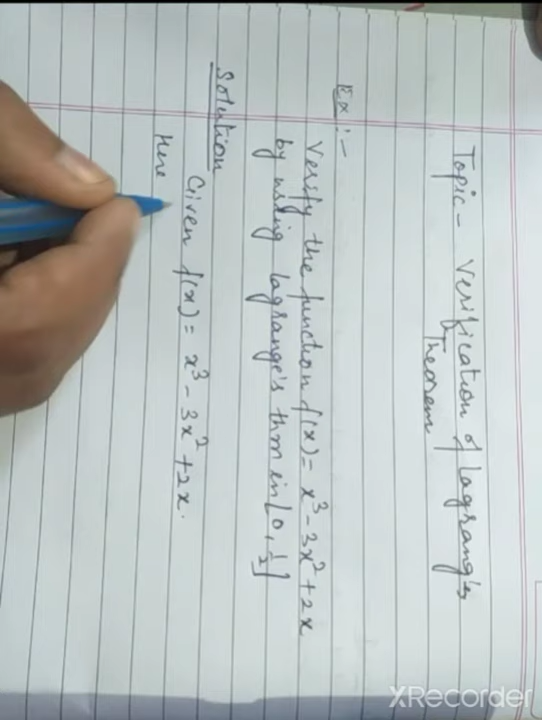 Topic - Verification of Lagrang's
Theorem
Ex :-
Verify the function f(x) = x³ - 3x² + 2x
by using lagrange's thm in [0, 1/2]
Solution
Given f(x) = x³ - 3x² + 2x.
Here
XRecorder